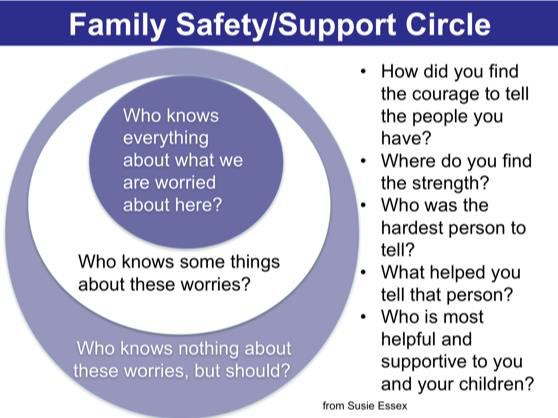 Family Safety/Support Circle
Who knows
everything
about what we
are worried
about here?
Who knows some things
about these worries?
Who knows nothing about
these worries, but should?
• How did you find
the courage to tell
the people you
have?
• Where do you find
the strength?
• Who was the
hardest person to
tell?
• What helped you
tell that person?
• Who is most
helpful and
supportive to you
and your children?
from Susie Essex